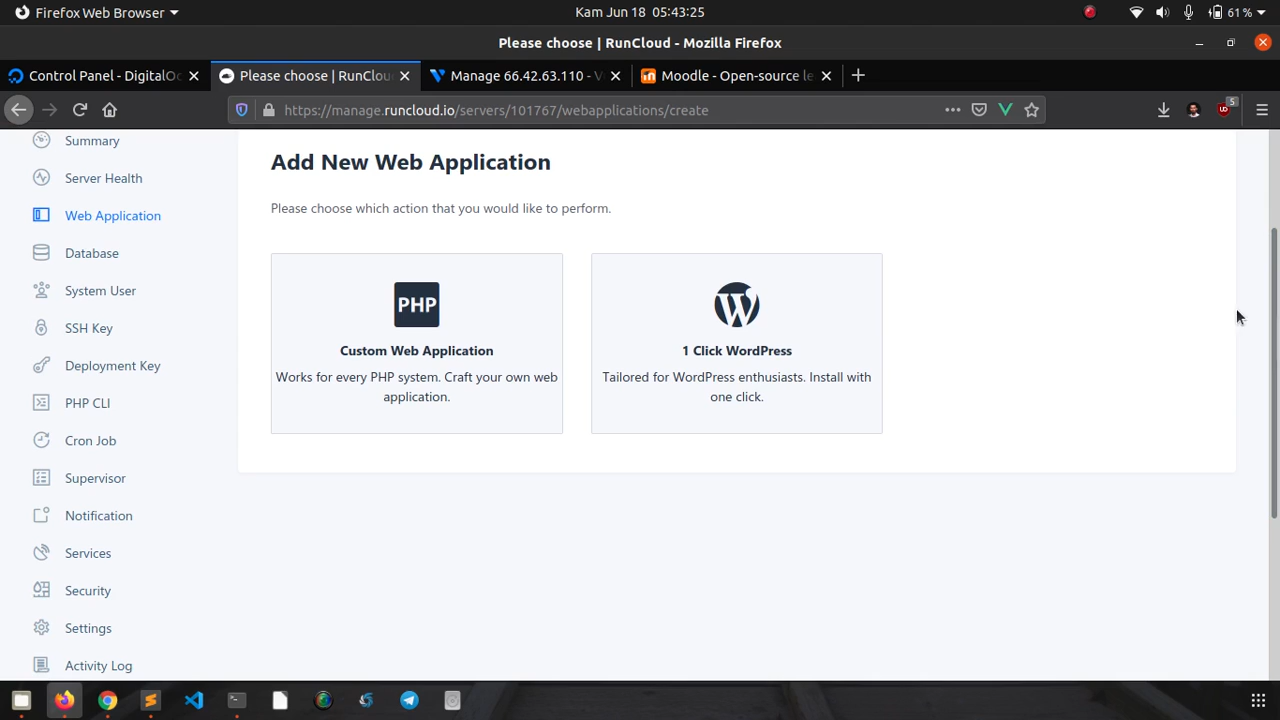 Firefox Web Browser
Kam Jun 18 05:43:25
61 %
Please choose | RunCloud - Mozilla Firefox
Control Panel - DigitalOc
Please choose | RunClou
Manage 66.42.63.110 - V
Moodle - Open-source le
https://manage.runcloud.io/servers/101767/webapplications/create
5
Summary
Server Health
Web Application
Database
System User
SSH Key
Deployment Key
PHP CLI
Cron Job
Supervisor
Notification
Services
Security
Settings
Activity Log
Add New Web Application
Please choose which action that you would like to perform.
PHP
Custom Web Application
Works for every PHP system. Craft your own web
application.
1 Click WordPress
Tailored for WordPress enthusiasts. Install with
one click.